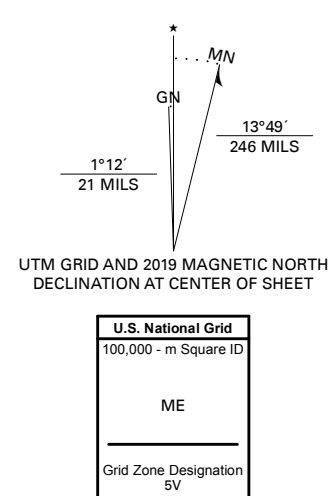 ★
MN
GN
13°49´
246 MILS
1°12´
21 MILS
UTM GRID AND 2019 MAGNETIC NORTH
DECLINATION AT CENTER OF SHEET
U.S. National Grid
100,000 - m Square ID
ME
Grid Zone Designation
5V